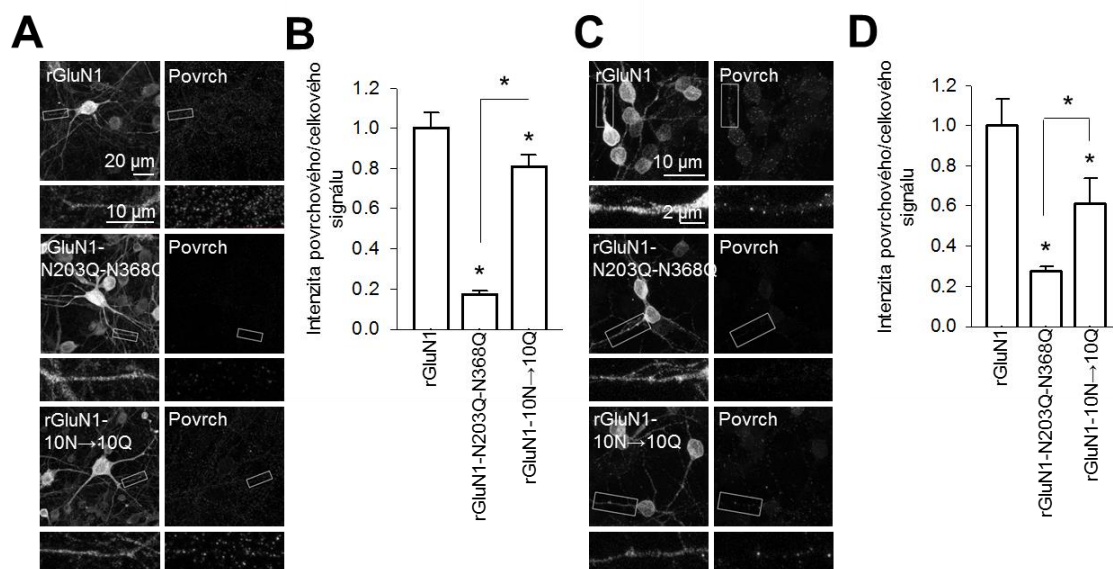 A
rGluN1
Povrch
20 µm
10 µm
rGluN1-
N203Q-N368Q
Povrch
rGluN1-
10N→10Q
Povrch
B
Intenzita povrchového/celkového
signálu
1.2
1.0
0.8
0.6
0.4
0.2
0.0
*
*
*
rGluN1
rGluN1-N203Q-N368Q
rGluN1-10N→10Q
C
rGluN1
Povrch
10 µm
2 µm
rGluN1-
N203Q-N368Q
Povrch
rGluN1-
10N→10Q
Povrch
D
Intenzita povrchového/celkového
signálu
1.2
1.0
0.8
0.6
0.4
0.2
0.0
*
*
*
rGluN1
rGluN1-N203Q-N368Q
rGluN1-10N→10Q